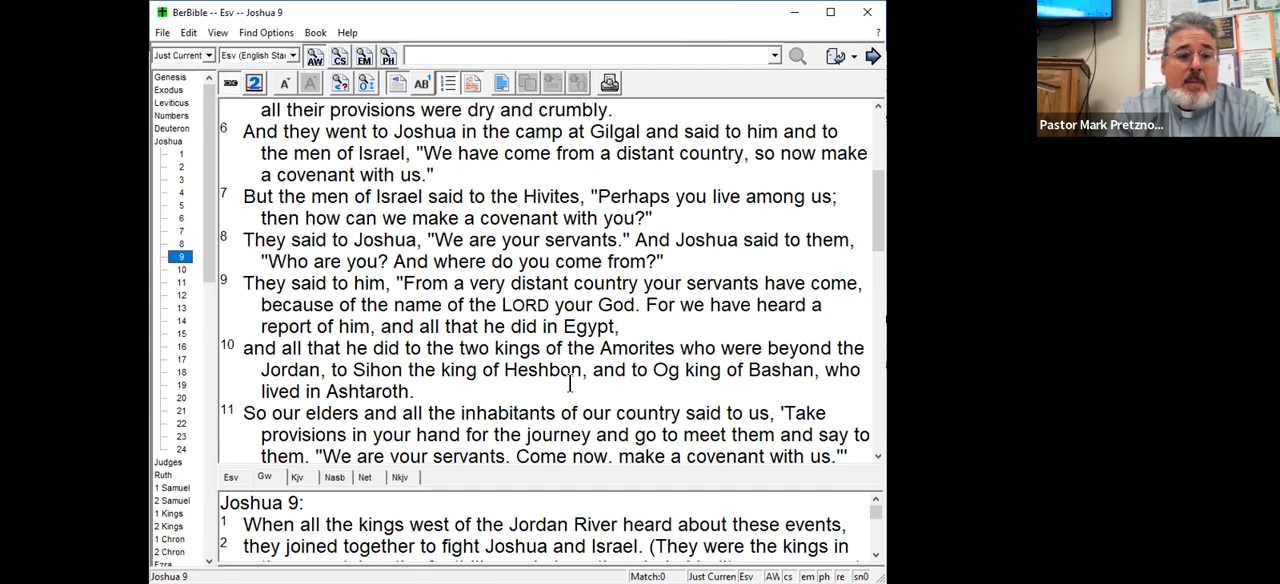 BerBible -- Esv -- Joshua 9
File Edit View Find Options Book Help ?
Just Current Esv (English Sta AW CS EM PH
Genesis
Exodus
Leviticus
Numbers
Deuteron
Joshua
1
2
3
4
5
6
7
8
9
10
11
12
13
14
15
16
17
18
19
20
21
22
23
24
Judges
Ruth
1 Samuel
2 Samuel
1 Kings
2 Kings
1 Chron
2 Chron
Ezra
all their provisions were dry and crumbly.
6 And they went to Joshua in the camp at Gilgal and said to him and to
the men of Israel, "We have come from a distant country, so now make
a covenant with us."
7 But the men of Israel said to the Hivites, "Perhaps you live among us;
then how can we make a covenant with you?"
8 They said to Joshua, "We are your servants." And Joshua said to them,
"Who are you? And where do you come from?"
9 They said to him, "From a very distant country your servants have come,
because of the name of the LORD your God. For we have heard a
report of him, and all that he did in Egypt,
10 and all that he did to the two kings of the Amorites who were beyond the
Jordan, to Sihon the king of Heshbon, and to Og king of Bashan, who
lived in Ashtaroth.
11 So our elders and all the inhabitants of our country said to us, 'Take
provisions in your hand for the journey and go to meet them and say to
them, "We are your servants. Come now, make a covenant with us."'
Esv Gw Kjv Nasb Net Nkjv
Joshua 9:
1 When all the kings west of the Jordan River heard about these events,
2 they joined together to fight Joshua and Israel. (They were the kings in
Joshua 9 Match:0 Just Curren Esv AW cs em ph re sn0
Pastor Mark Pretzno...